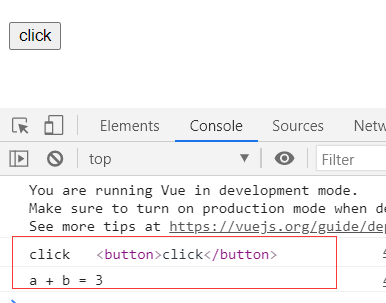 click
Elements Console Sources
top Filter
You are running Vue in development mode.
Make sure to turn on production mode when de
See more tips at https://vuejs.org/guide/dep
click <button>click</button>
a + b = 3